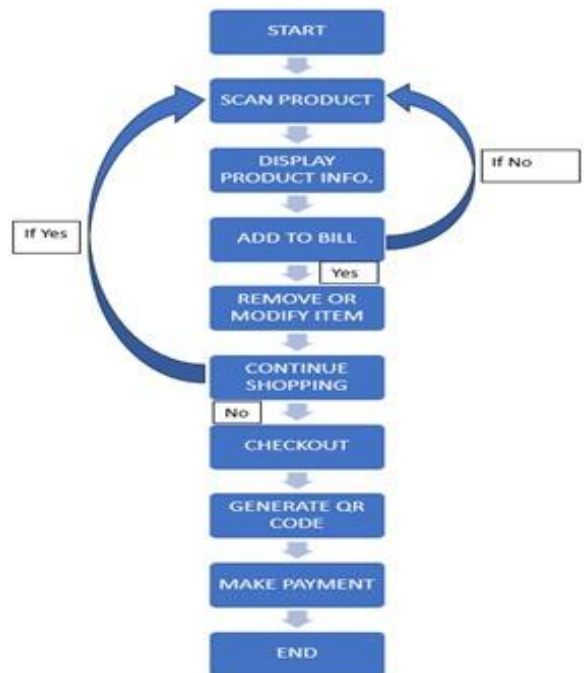 START
SCAN PRODUCT
DISPLAY
PRODUCT INFO.
If No
If Yes
ADD TO BILL
Yes
REMOVE OR
MODIFY ITEM
CONTINUE
SHOPPING
No
CHECKOUT
GENERATE QR
CODE
MAKE PAYMENT
END